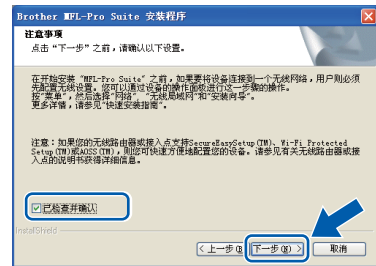 Brother MFL-Pro Suite 安装程序
注意事项
点击 “下一步” 之前，请确认以下设置。
在开始安装 “MFL-Pro Suite” 之前，如果要将设备连接到一个无线网络，用户则必须
先配置无线设置。您可以通过设备的操作面板进行这一步骤的操作。
按“菜单”，然后选择“网络”、“无线局域网”和“安装向导”。
更多详情，请参见“快速安装指南”。
注意：如果您的无线路由器或接入点支持SecureEasySetup(TM)、Wi-Fi Protected
Setup(TM)或AOSS(TM)，则您可快速方便地配置您的设备。请参见有关无线路由器或接
入点的说明书获得详细信息。
已检查并确认
InstallShield
< 上一步(B)
下一步(N) >
取消